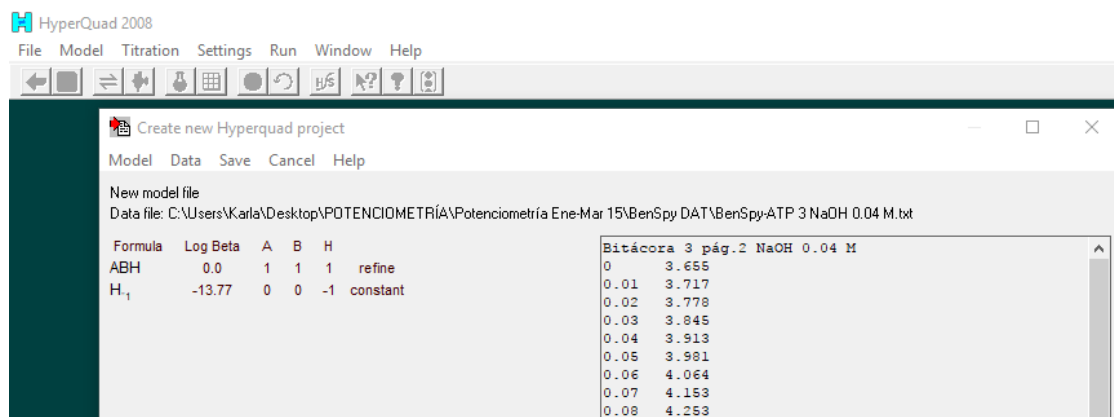 HyperQuad 2008
File Model Titration Settings Run Window Help
H/S
Create new Hyperquad project
Model Data Save Cancel Help
New model file
Data file: C:\Users\Karla\Desktop\POTENCIOMETRÍA\Potenciometría Ene-Mar 15\BenSpy DAT\BenSpy-ATP 3 NaOH 0.04 M.txt
Formula Log Beta A B H
ABH 0.0 1 1 1 refine
H-1 -13.77 0 0 -1 constant
Bitácora 3 pág.2 NaOH 0.04 M
0 3.655
0.01 3.717
0.02 3.778
0.03 3.845
0.04 3.913
0.05 3.981
0.06 4.064
0.07 4.153
0.08 4.253